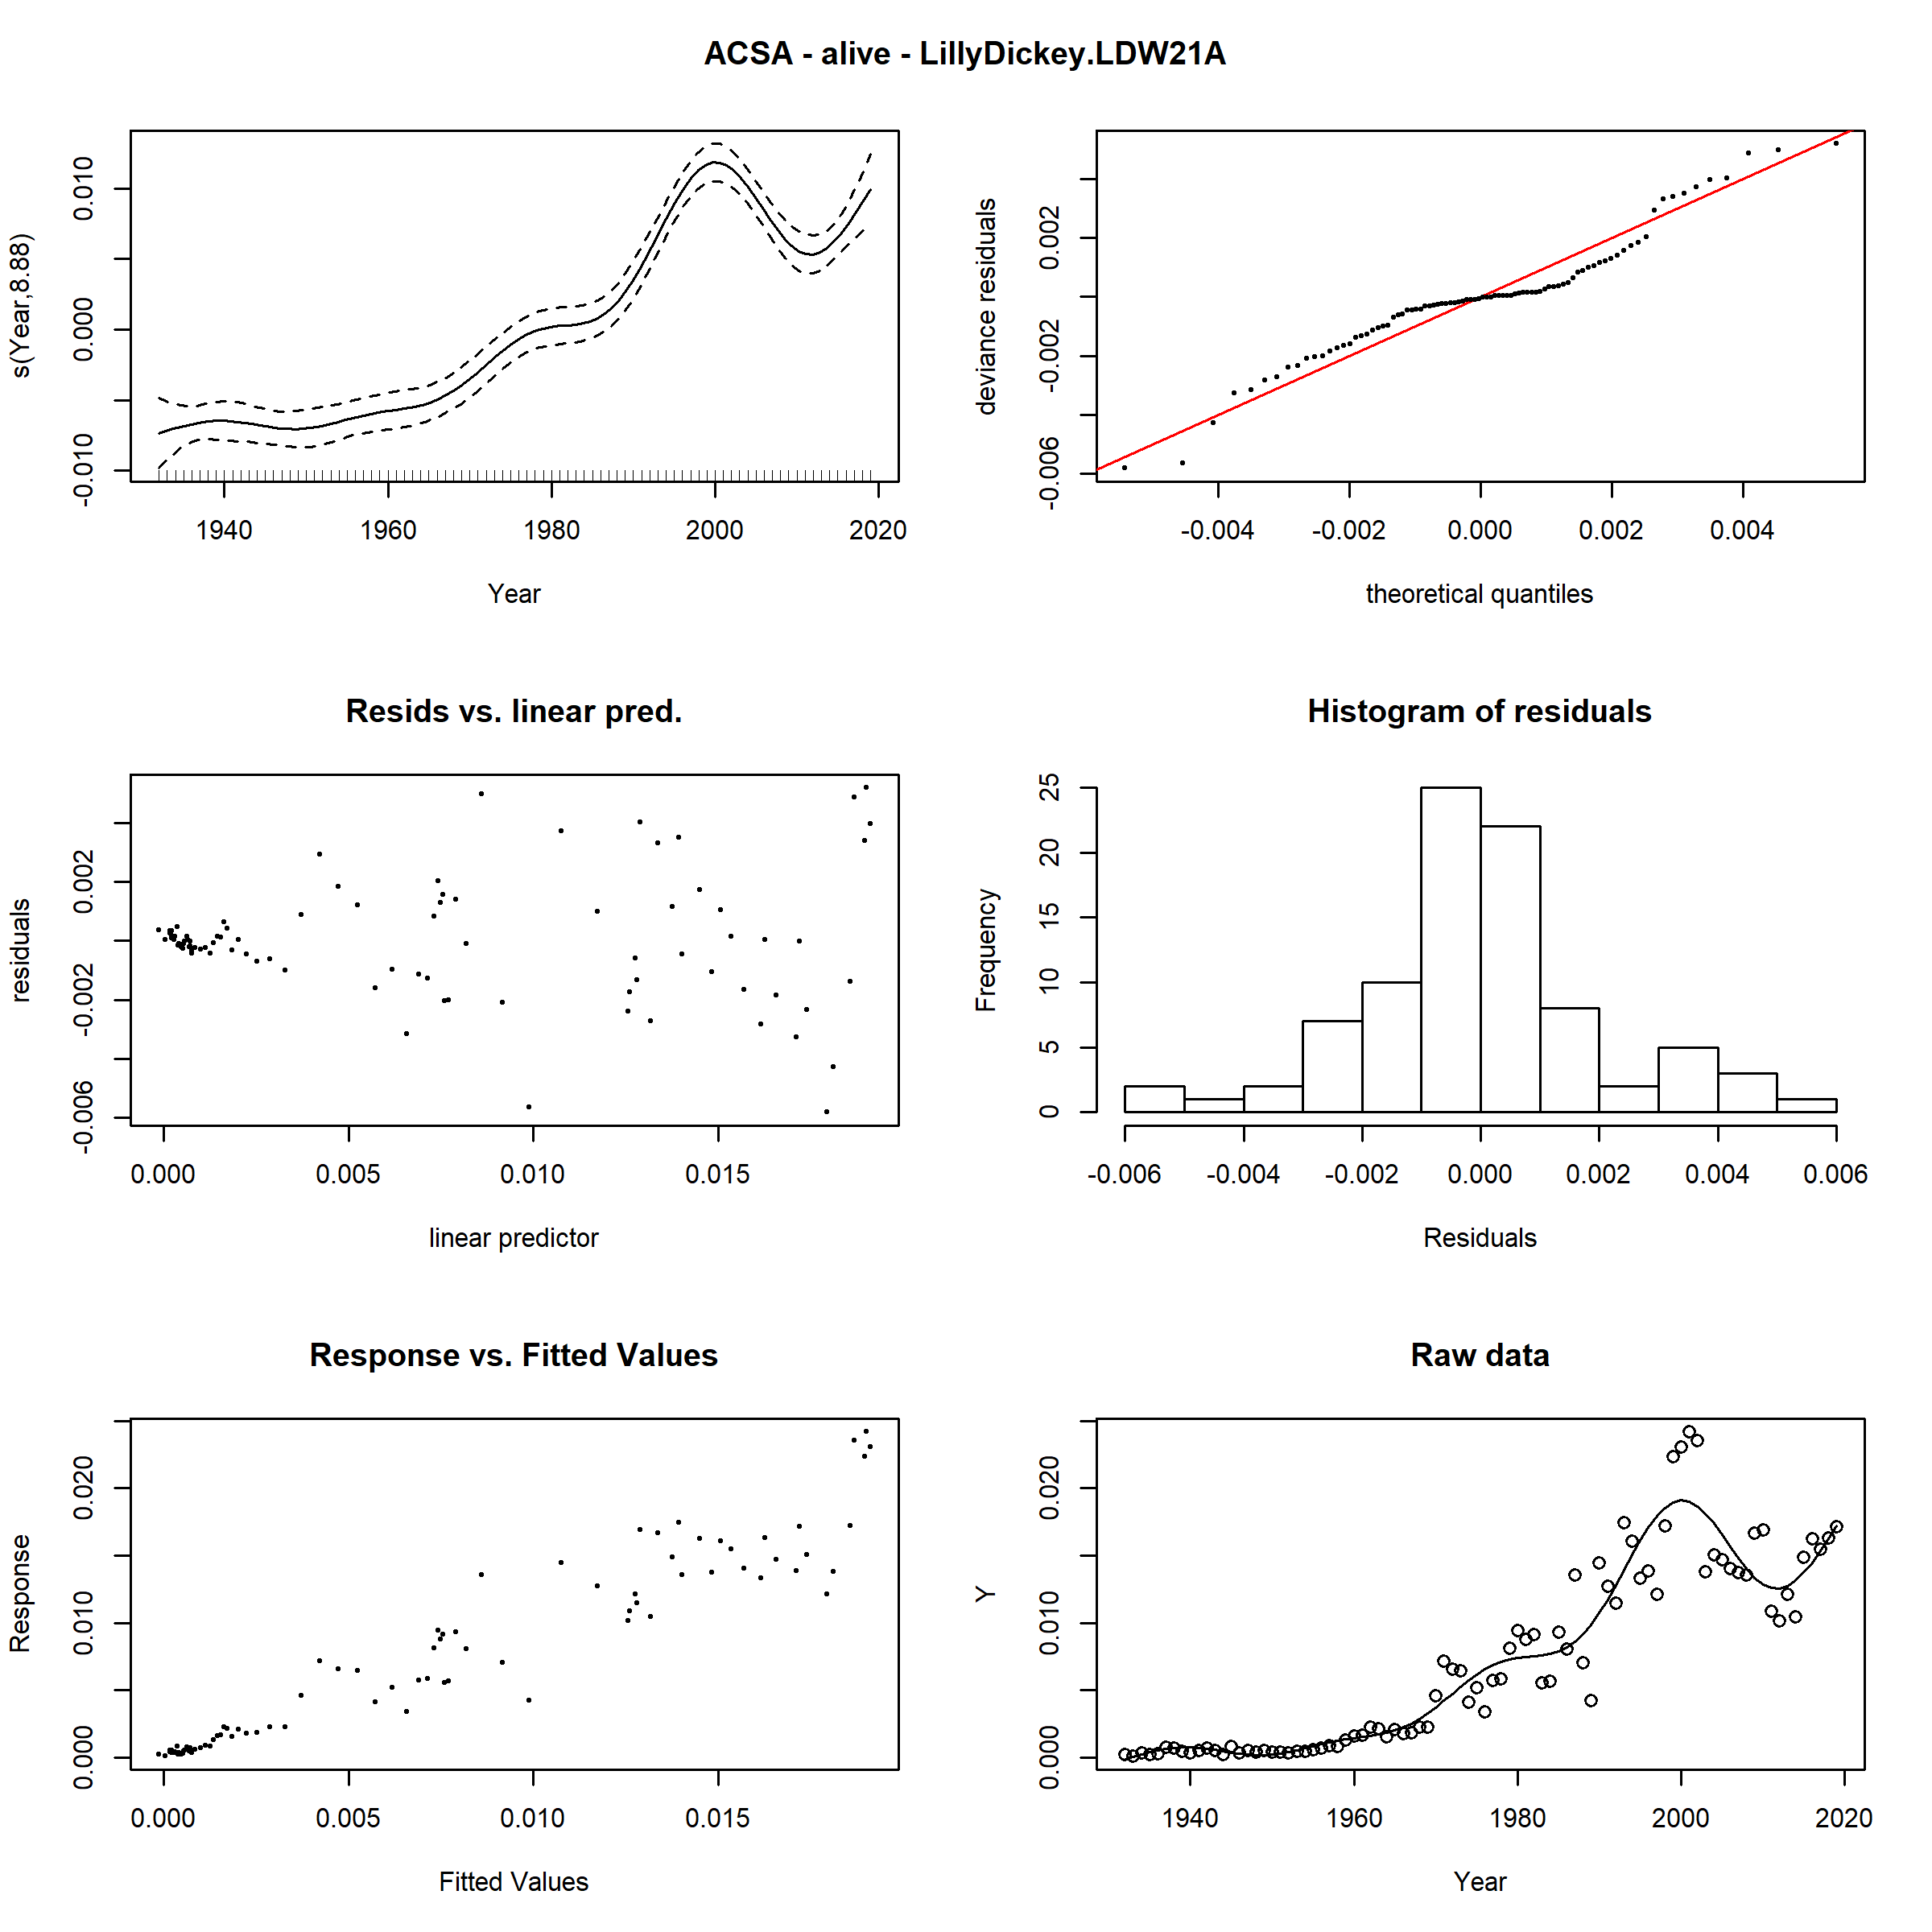 ACSA - alive - LillyDickey.LDW21A
s(Year,8.88)
-0.010 0.000 0.010
1940 1960 1980 2000 2020
Year
deviance residuals
-0.006 -0.002 0.002
-0.004 -0.002 0.000 0.002 0.004
theoretical quantiles
Resids vs. linear pred.
residuals
-0.006 -0.002 0.002
0.000 0.005 0.010 0.015
linear predictor
Histogram of residuals
Frequency
0 5 10 15 20 25
-0.006 -0.004 -0.002 0.000 0.002 0.004 0.006
Residuals
Response vs. Fitted Values
Response
0.000 0.010 0.020
0.000 0.005 0.010 0.015
Fitted Values
Raw data
Y
0.000 0.010 0.020
1940 1960 1980 2000 2020
Year